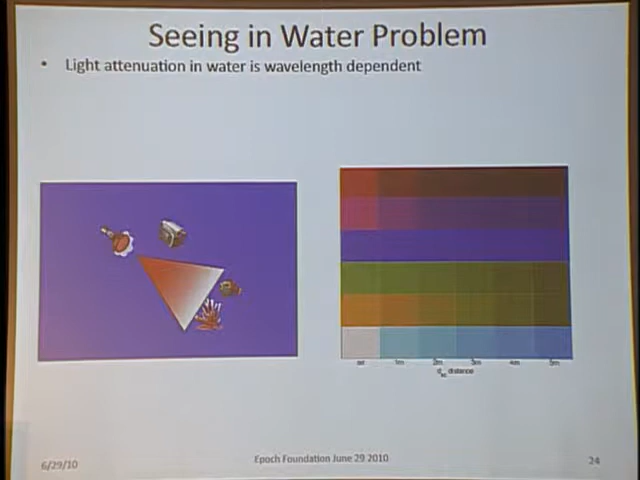 Seeing in Water Problem
• Light attenuation in water is wavelength dependent
1m 2m 3m 4m 5m
distance
6/29/10
Epoch Foundation June 29 2010
24